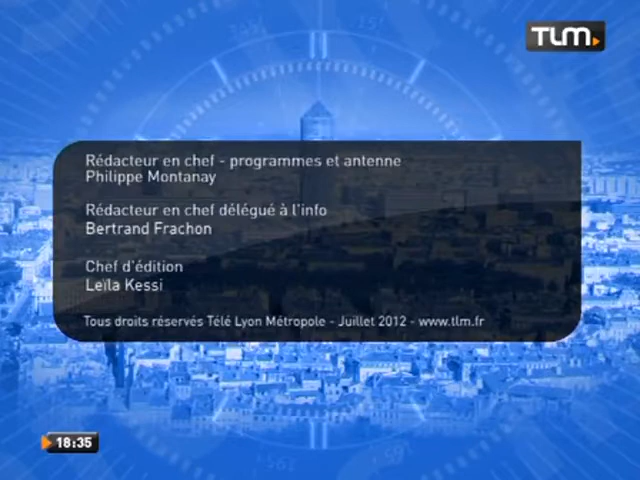 TLM
Rédacteur en chef - programmes et antenne
Philippe Montanay
Rédacteur en chef délégué à l'info
Bertrand Frachon
Chef d'édition
Leïla Kessi
Tous droits réservés Télé Lyon Métropole - Juillet 2012 - www.tlm.fr
18:35